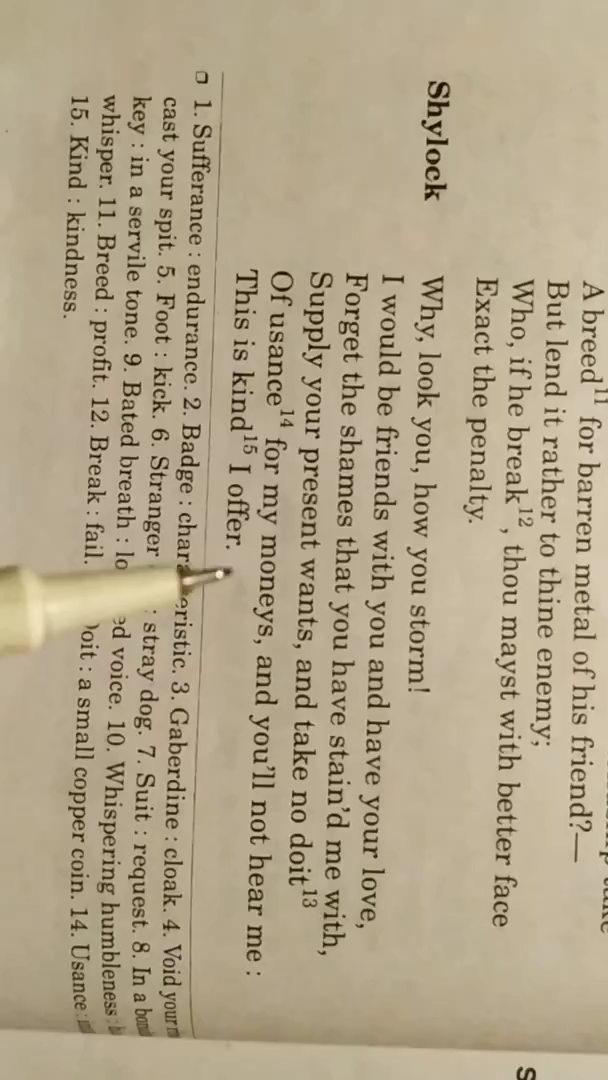 A breed¹¹ for barren metal of his friend?—
But lend it rather to thine enemy;
Who, if he break¹², thou mayst with better face
Exact the penalty.
Shylock Why, look you, how you storm!
I would be friends with you and have your love,
Forget the shames that you have stain'd me with,
Supply your present wants, and take no doit¹³
Of usance¹⁴ for my moneys, and you'll not hear me :
This is kind¹⁵ I offer.
1. Sufferance : endurance. 2. Badge : characteristic. 3. Gaberdine : cloak. 4. Void your
cast your spit. 5. Foot : kick. 6. Stranger : stray dog. 7. Suit : request. 8. In a
key : in a servile tone. 9. Bated breath : voice. 10. Whispering humbleness :
whisper. 11. Breed : profit. 12. Break : fail. : a small copper coin. 14. Usance :
15. Kind : kindness.